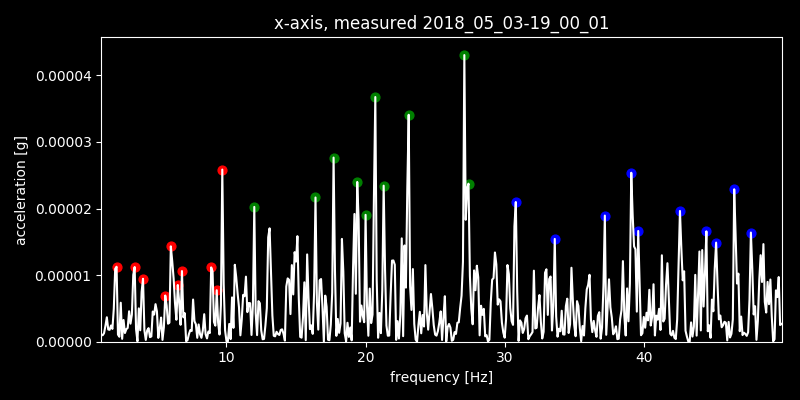 x-axis, measured 2018_05_03-19_00_01
0.00004
0.00003
0.00002
0.00001
0.00000
acceleration [g]
10 20 30 40
frequency [Hz]